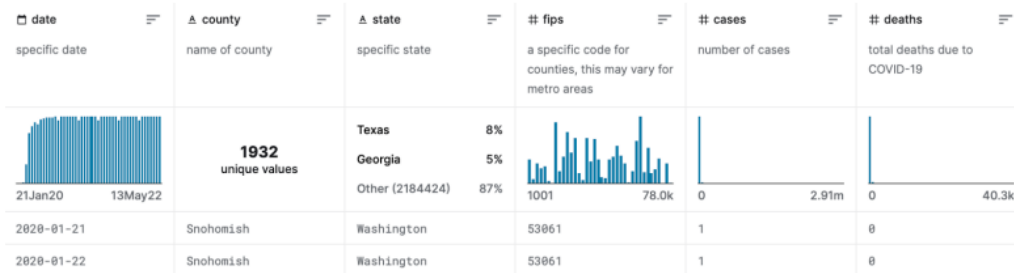 date county state fips cases deaths
specific date name of county specific state a specific code for number of cases total deaths due to
counties, this may vary for COVID-19
metro areas
Texas 8%
1932
unique values
Georgia 5%
Other (2184424) 87%
21Jan20 13May22 1001 78.0k 0 2.91m 0 40.3k
2020-01-21 Snohomish Washington 53061 1 0
2020-01-22 Snohomish Washington 53061 1 0